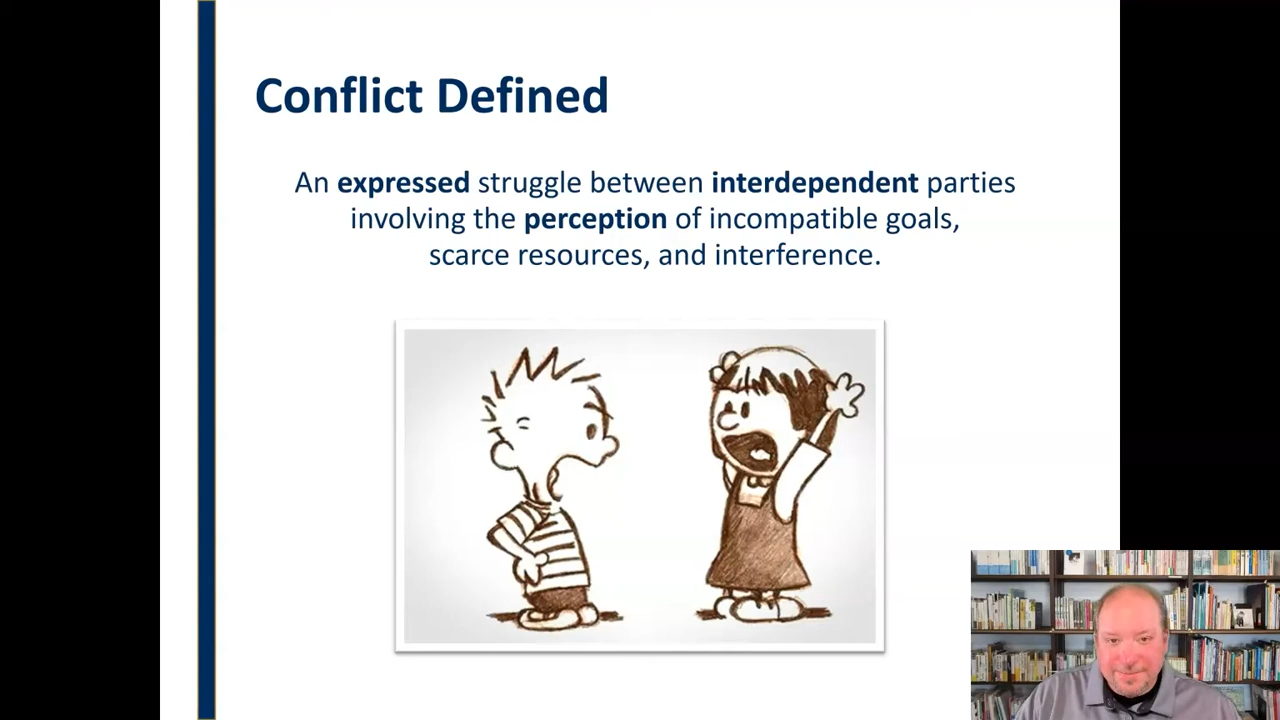 Conflict Defined
An expressed struggle between interdependent parties
involving the perception of incompatible goals,
scarce resources, and interference.